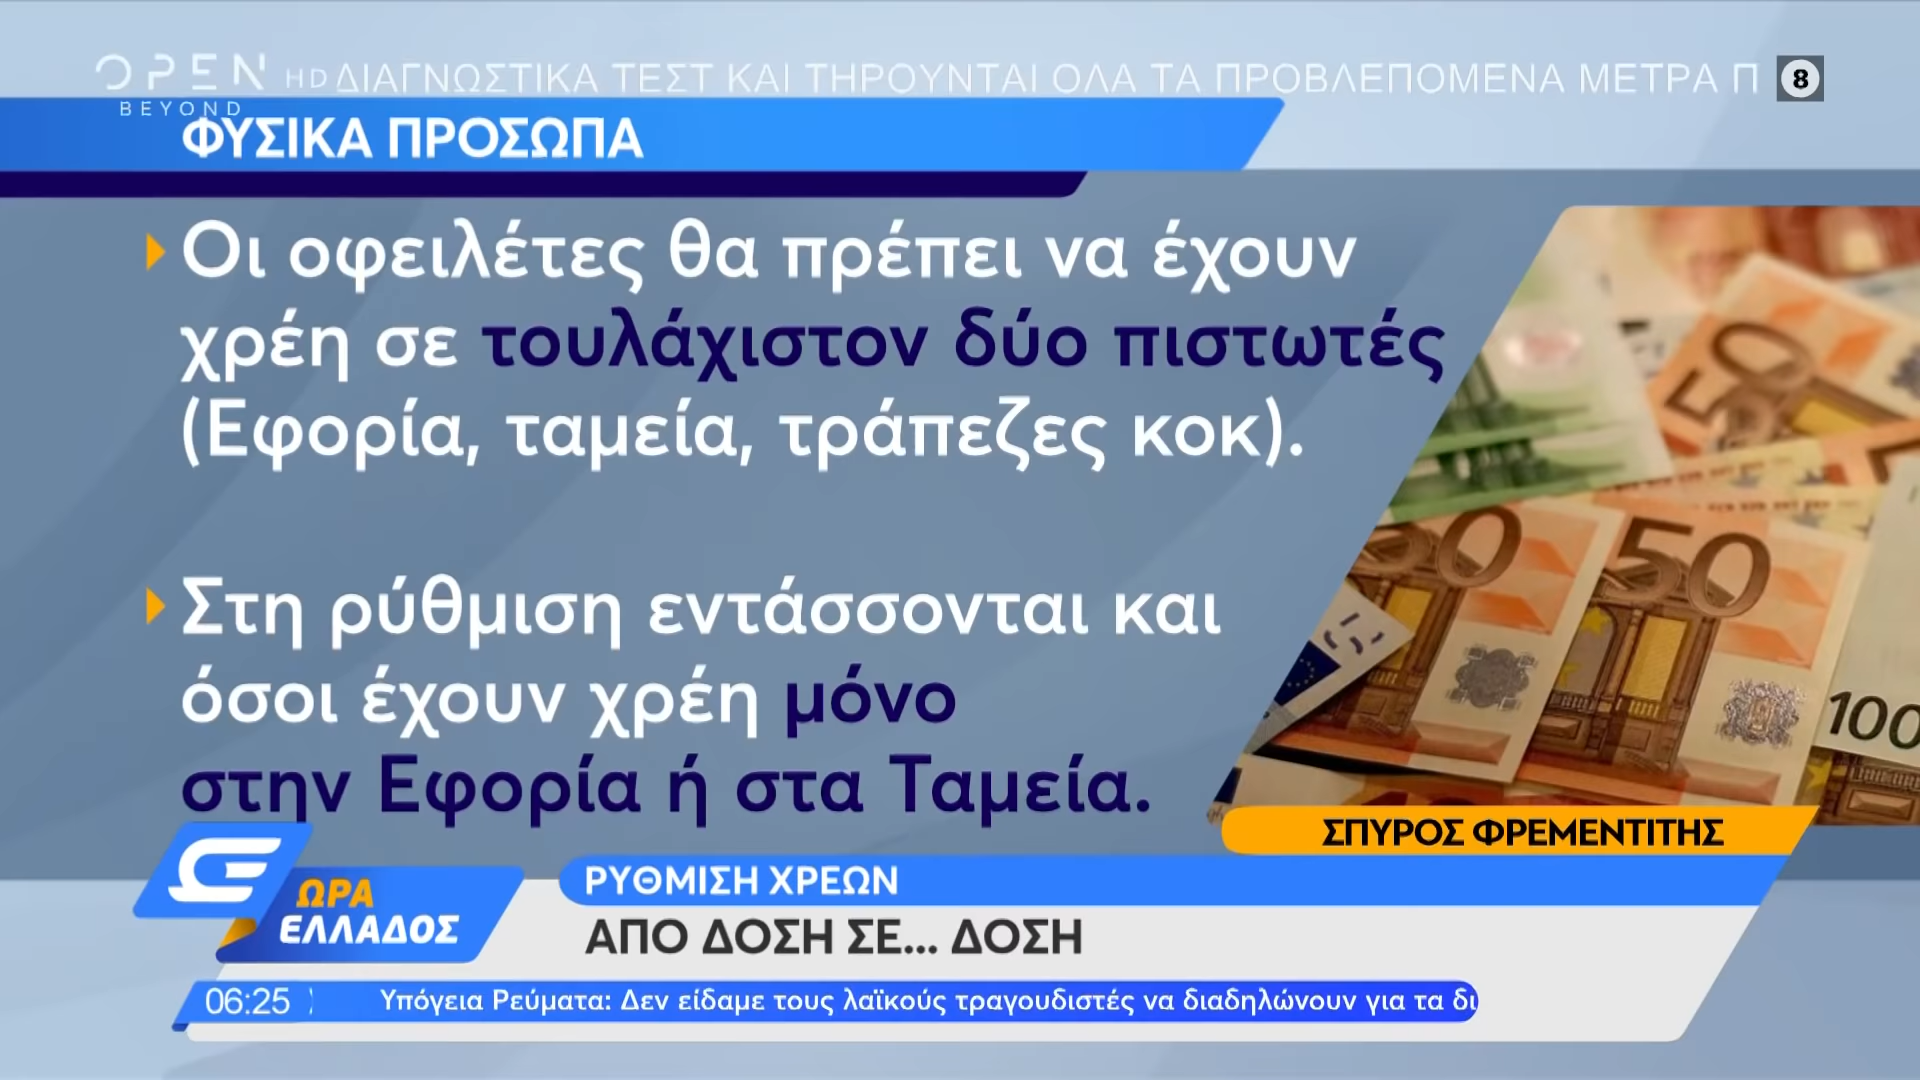 OPEN HD ΔΙΑΓΝΩΣΤΙΚΑ ΤΕΣΤ ΚΑΙ ΤΗΡΟΥΝΤΑΙ ΟΛΑ ΤΑ ΠΡΟΒΛΕΠΟΜΕΝΑ ΜΕΤΡΑ Π 8
BEYOND
ΦΥΣΙΚΑ ΠΡΟΣΩΠΑ
Οι οφειλέτες θα πρέπει να έχουν
χρέη σε τουλάχιστον δύο πιστωτές
(Εφορία, ταμεία, τράπεζες κοκ).
Στη ρύθμιση εντάσσονται και
όσοι έχουν χρέη μόνο
στην Εφορία ή στα Ταμεία.
50
50
50
100
ΣΠΥΡΟΣ ΦΡΕΜΕΝΤΙΤΗΣ
ΡΥΘΜΙΣΗ ΧΡΕΩΝ
ΩΡΑ
ΕΛΛΑΔΟΣ
ΑΠΟ ΔΟΣΗ ΣΕ... ΔΟΣΗ
06:25 Υπόγεια Ρεύματα: Δεν είδαμε τους λαϊκούς τραγουδιστές να διαδηλώνουν για τα δι